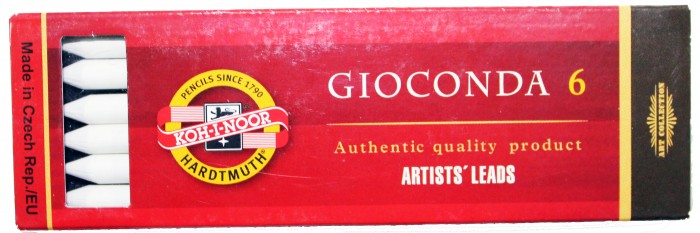 Made in Czech Rep./EU
PENCILS SINCE 1790
KOH-I-NOOR
HARDTMUTH
GIOCONDA 6
Authentic quality product
ARTISTS´ LEADS
ART COLLECTION